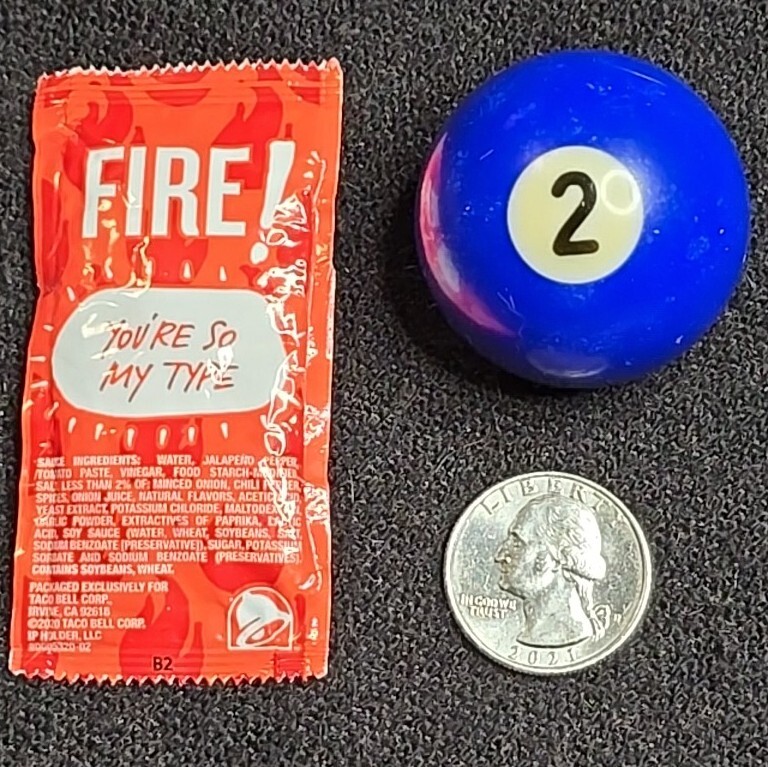 FIRE!
YOU'RE SO
MY TYPE
SAUCE INGREDIENTS: WATER, JALAPEÑO PEPPER,
TOMATO PASTE, VINEGAR, FOOD STARCH-MODIFIED
SALT LESS THAN 2% OF: MINCED ONION, CHILI PEPPER,
SPICES, ONION JUICE, NATURAL FLAVORS, ACETIC ACID,
YEAST EXTRACT, POTASSIUM CHLORIDE, MALTODEXTRIN,
GARLIC POWDER, EXTRACTIVES OF PAPRIKA, LACTIC
ACID, SOY SAUCE (WATER, WHEAT, SOYBEANS, SALT,
SODIUM BENZOATE (PRESERVATIVE)), SUGAR, POTASSIUM
SORBATE AND SODIUM BENZOATE (PRESERVATIVES)
CONTAINS SOYBEANS, WHEAT.
PACKAGED EXCLUSIVELY FOR
TACO BELL CORP.,
IRVINE, CA 92618
©2020 TACO BELL CORP.
IP HOLDER, LLC
B2
2
LIBERTY
IN GOD WE
TRUST
2021